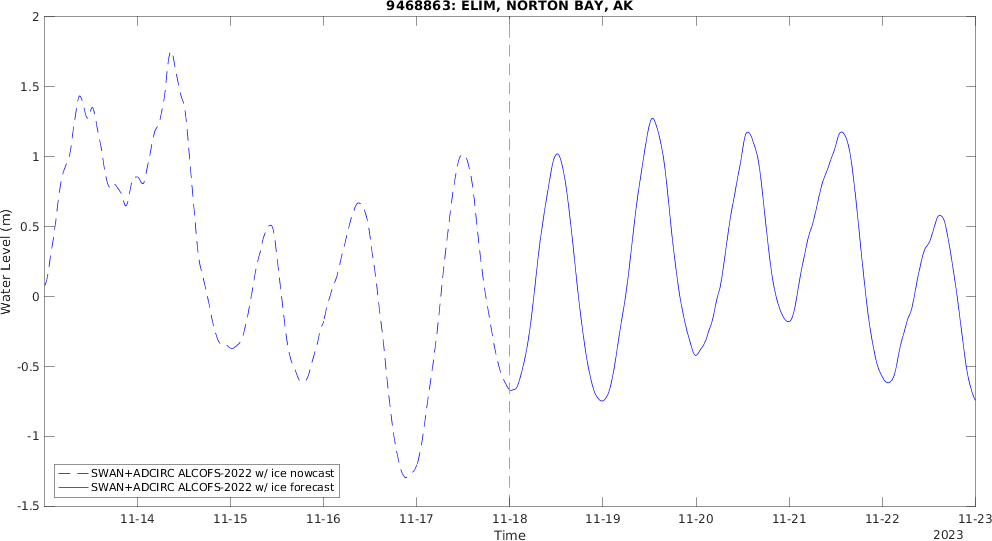 9468863: ELIM, NORTON BAY, AK
2
1.5
1
0.5
0
-0.5
-1
-1.5
Water Level (m)
SWAN+ADCIRC ALCOFS-2022 w/ ice nowcast
SWAN+ADCIRC ALCOFS-2022 w/ ice forecast
11-14 11-15 11-16 11-17 11-18 11-19 11-20 11-21 11-22 11-23
Time
2023